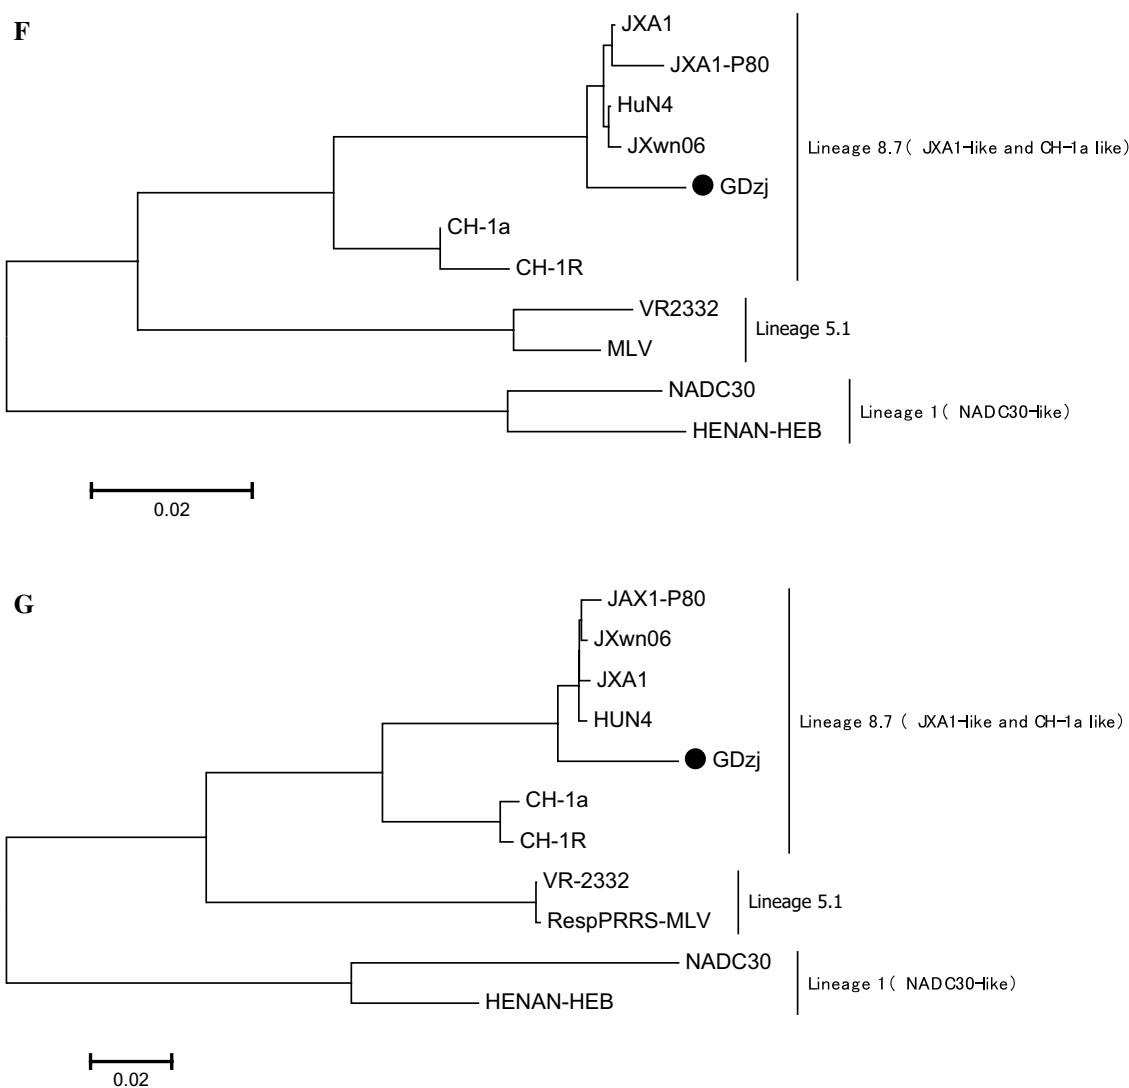 F
JXA1
JXA1-P80
HuN4
JXwn06
GDzj
Lineage 8.7( JXA1-like and CH-1a like)
CH-1a
CH-1R
VR2332
MLV
Lineage 5.1
NADC30
HENAN-HEB
Lineage 1( NADC30-like)
0.02
G
JAX1-P80
JXwn06
JXA1
HUN4
GDzj
Lineage 8.7 ( JXA1-like and CH-1a like)
CH-1a
CH-1R
VR-2332
RespPRRS-MLV
Lineage 5.1
NADC30
HENAN-HEB
Lineage 1( NADC30-like)
0.02